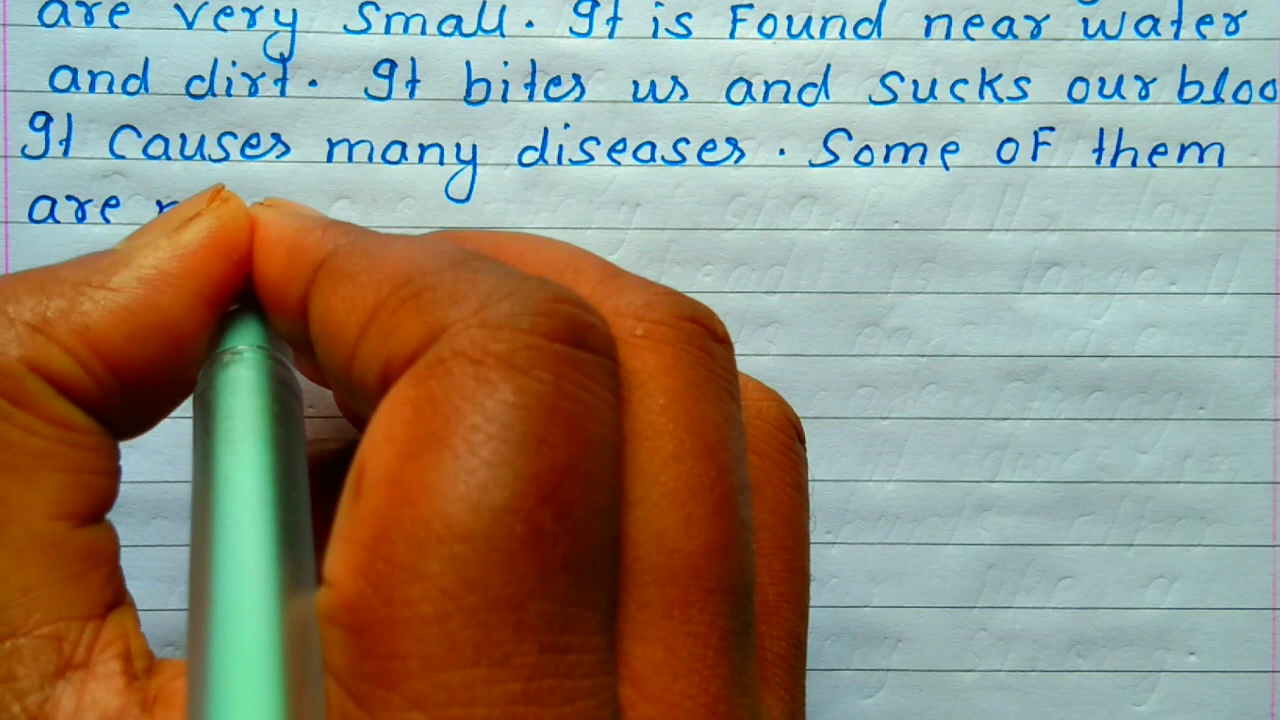 are very small. It is Found near water
and dirt. It bites us and sucks our bloo
It causes many diseases. Some of them
are